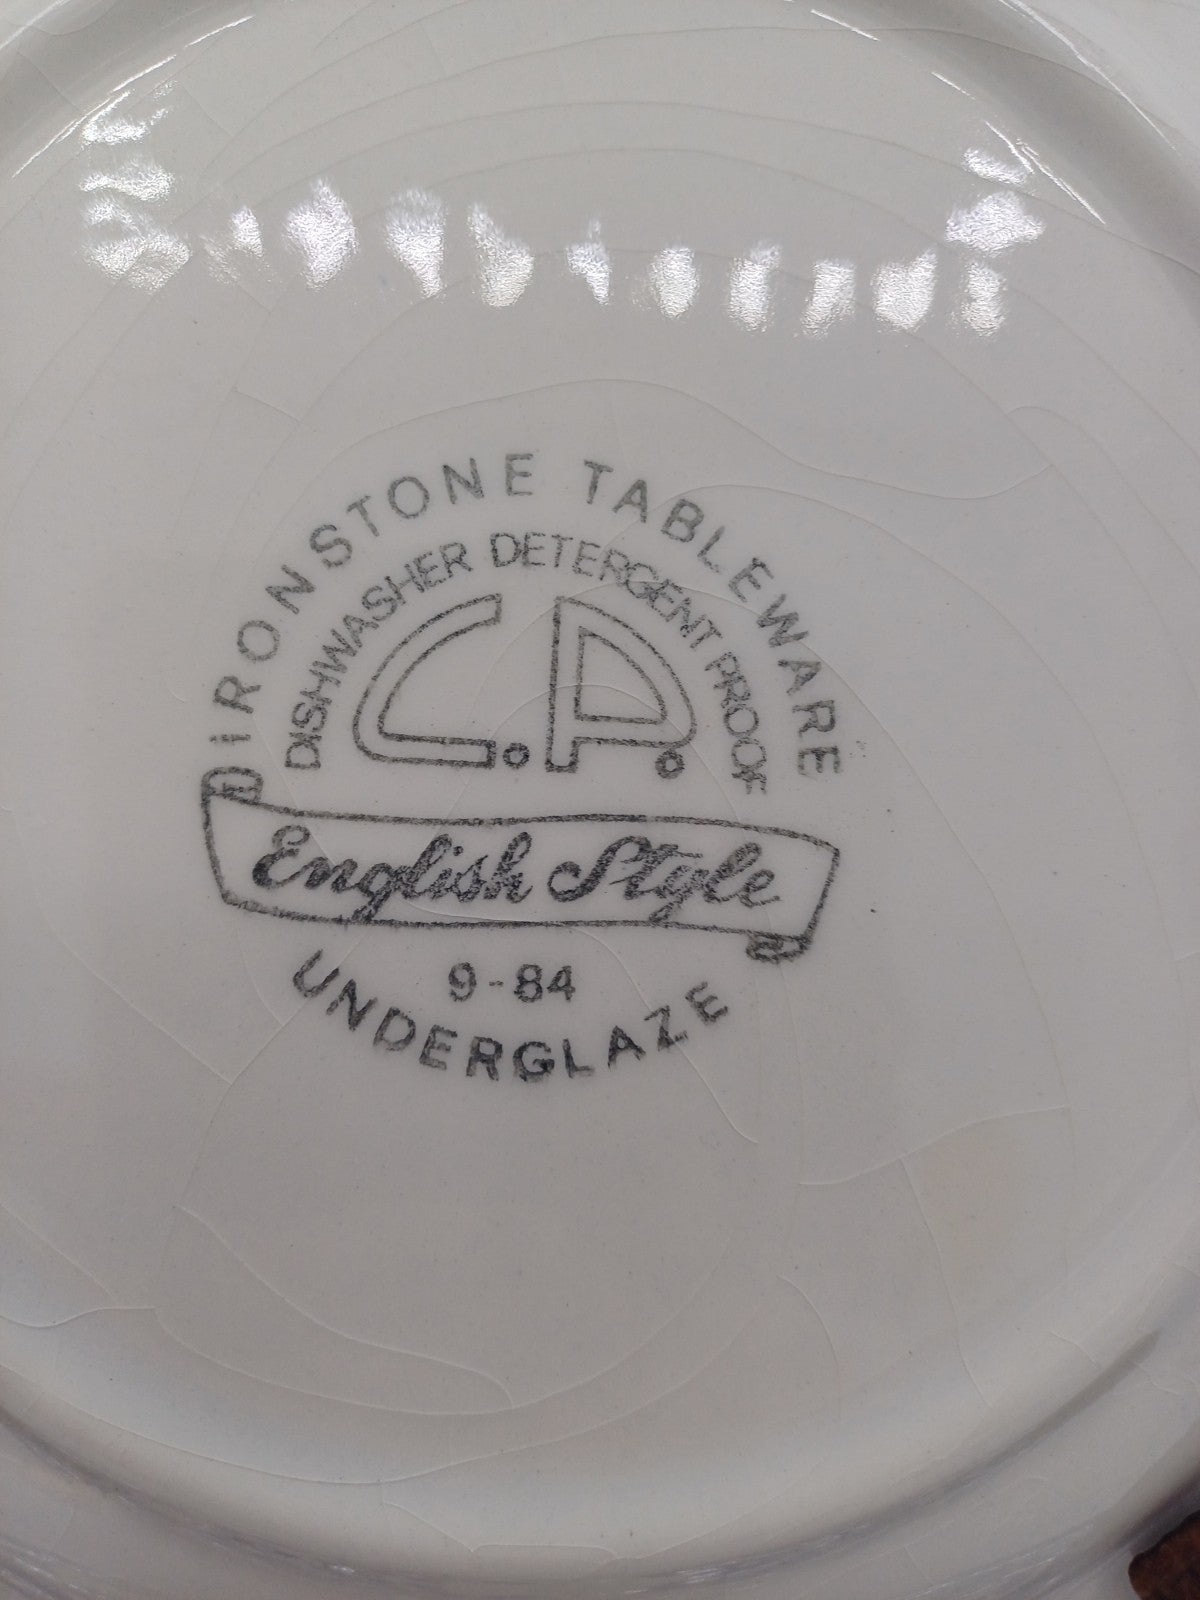 IRONSTONE TABLEWARE
DISHWASHER DETERGENT PROOF
C.P.
English Style
9-84
UNDERGLAZE